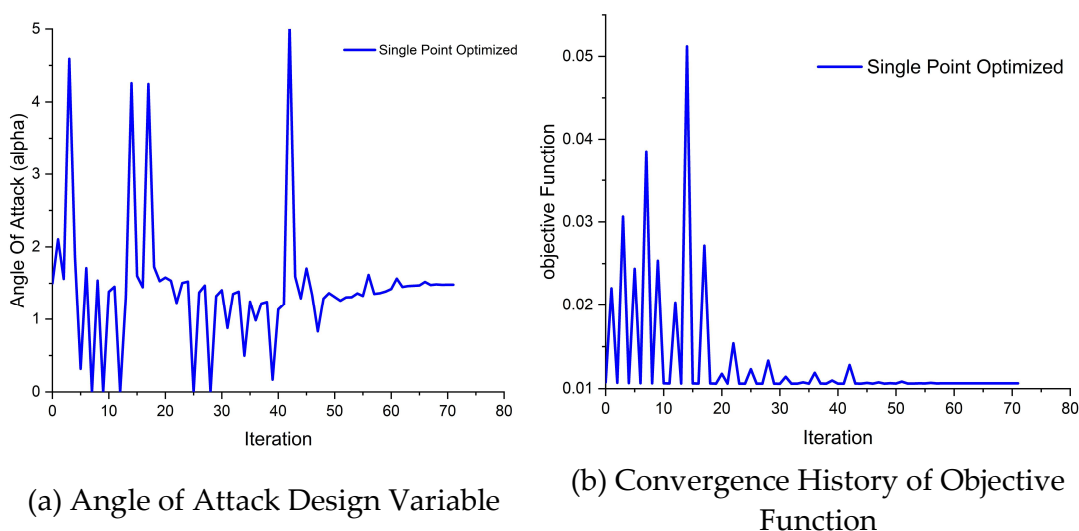 5
4
3
2
1
0
Angle Of Attack (alpha)
Single Point Optimized
0 10 20 30 40 50 60 70 80
Iteration
(a) Angle of Attack Design Variable
0.05
0.04
0.03
0.02
0.01
objective Function
Single Point Optimized
0 10 20 30 40 50 60 70 80
Iteration
(b) Convergence History of Objective
Function